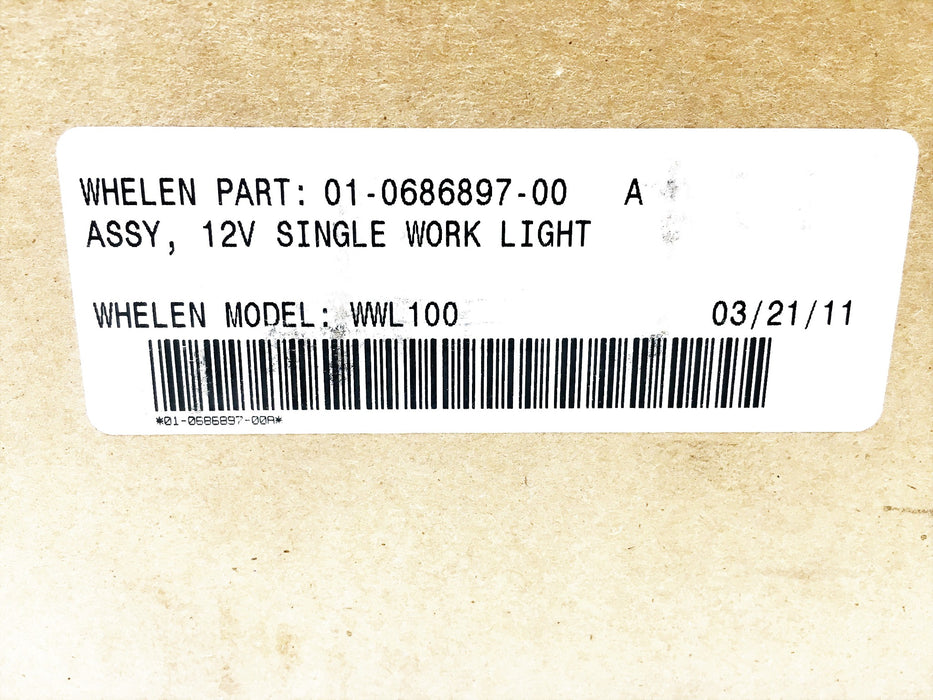 WHELEN PART: 01-0686897-00 A
ASSY, 12V SINGLE WORK LIGHT
WHELEN MODEL: WWL100 03/21/11
*01-0686897-00A*